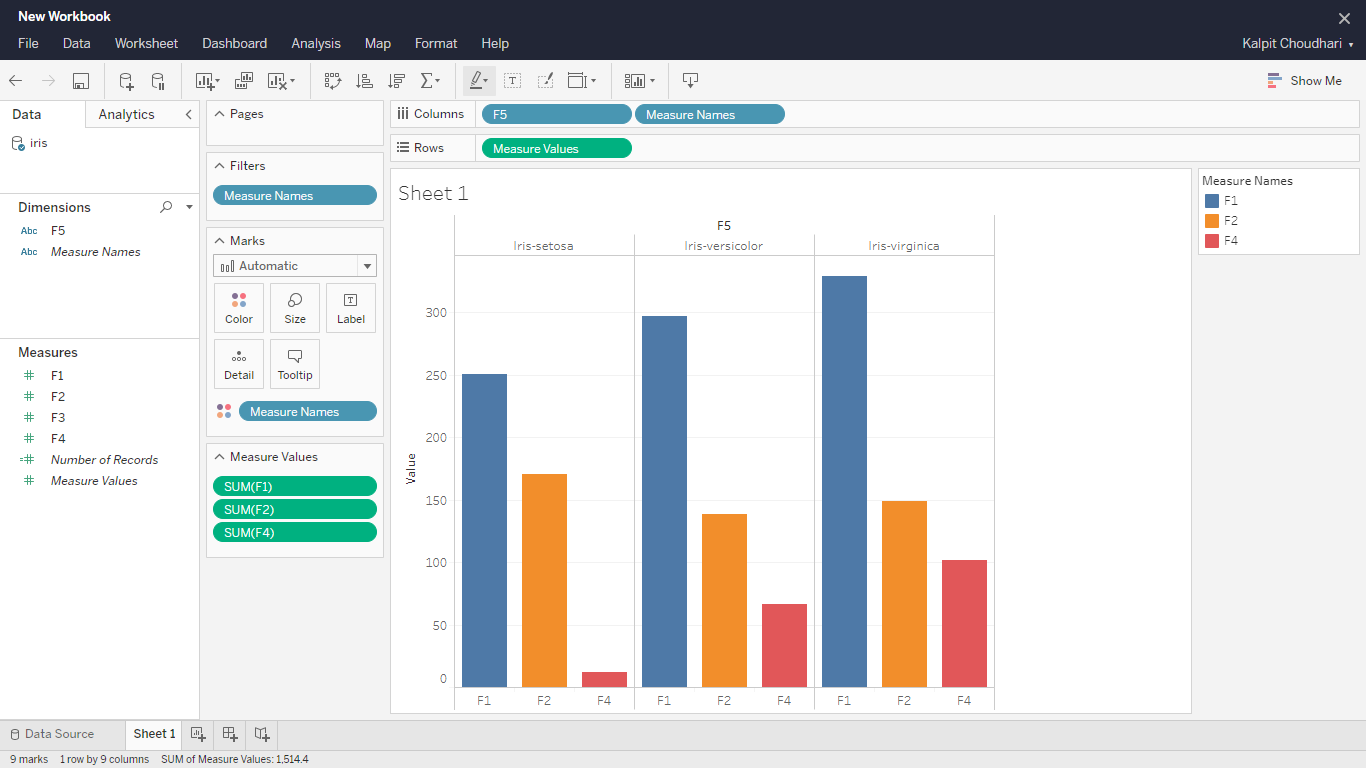 New Workbook
File Data Worksheet Dashboard Analysis Map Format Help
Kalpit Choudhari
Show Me
Data Analytics
iris
Dimensions
Abc F5
Abc Measure Names
Measures
F1
F2
F3
F4
Number of Records
Measure Values
Pages
Filters
Measure Names
Marks
Automatic
Color Size Label
Detail Tooltip
Measure Names
Measure Values
SUM(F1)
SUM(F2)
SUM(F4)
Columns F5 Measure Names
Rows Measure Values
Sheet 1
F5
Iris-setosa Iris-versicolor Iris-virginica
Value
300
250
200
150
100
50
0
F1 F2 F4 F1 F2 F4 F1 F2 F4
Measure Names
F1
F2
F4
Data Source Sheet 1
9 marks 1 row by 9 columns SUM of Measure Values: 1,514.4